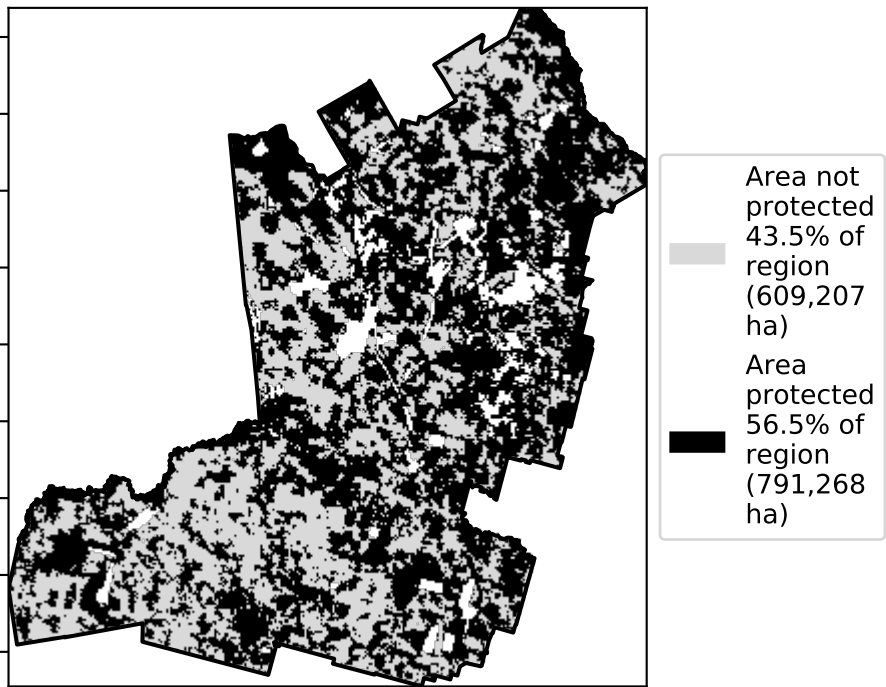 Area not
protected
43.5% of
region
(609,207
ha)
Area
protected
56.5% of
region
(791,268
ha)